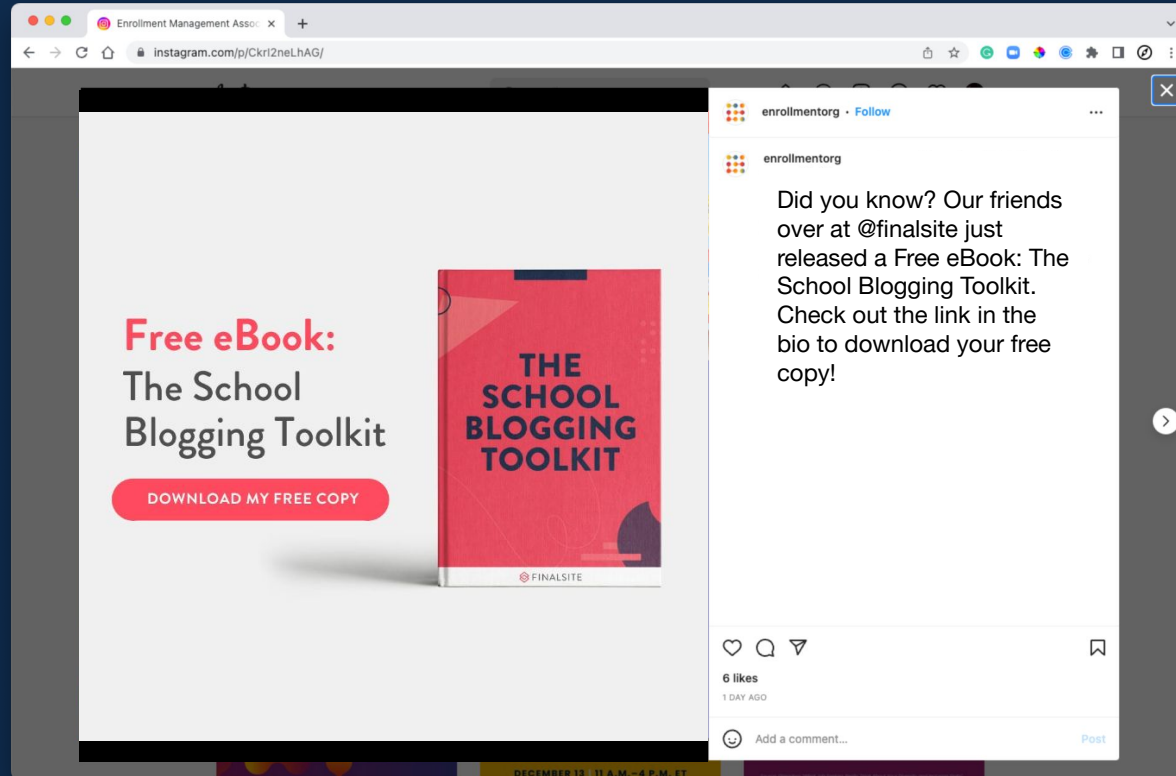 Enrollment Management Assoc
instagram.com/p/CkrI2neLhAG/
Free eBook:
The School
Blogging Toolkit
DOWNLOAD MY FREE COPY
THE
SCHOOL
BLOGGING
TOOLKIT
FINALSITE
enrollmentorg • Follow
enrollmentorg
Did you know? Our friends
over at @finalsite just
released a Free eBook: The
School Blogging Toolkit.
Check out the link in the
bio to download your free
copy!
6 likes
1 DAY AGO
Add a comment...
Post
DECEMBER 13 | 11 A.M.–4 P.M. ET